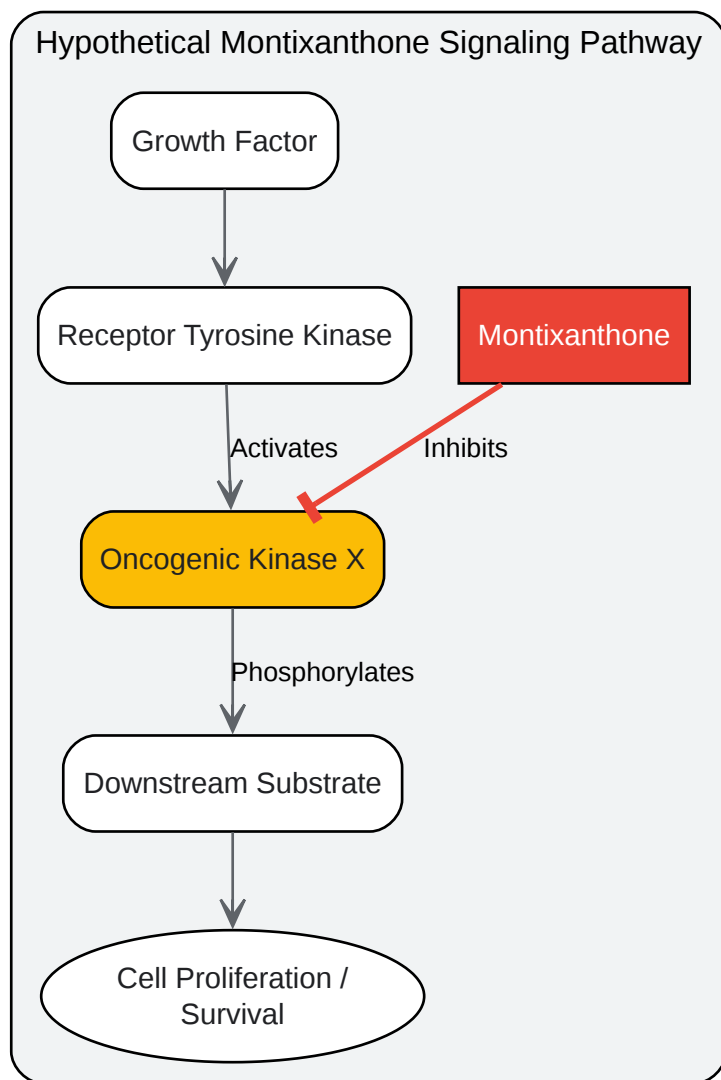 Hypothetical Montixanthone Signaling Pathway
Growth Factor
Receptor Tyrosine Kinase
Montixanthone
Activates
Inhibits
Oncogenic Kinase X
Phosphorylates
Downstream Substrate
Cell Proliferation /
Survival